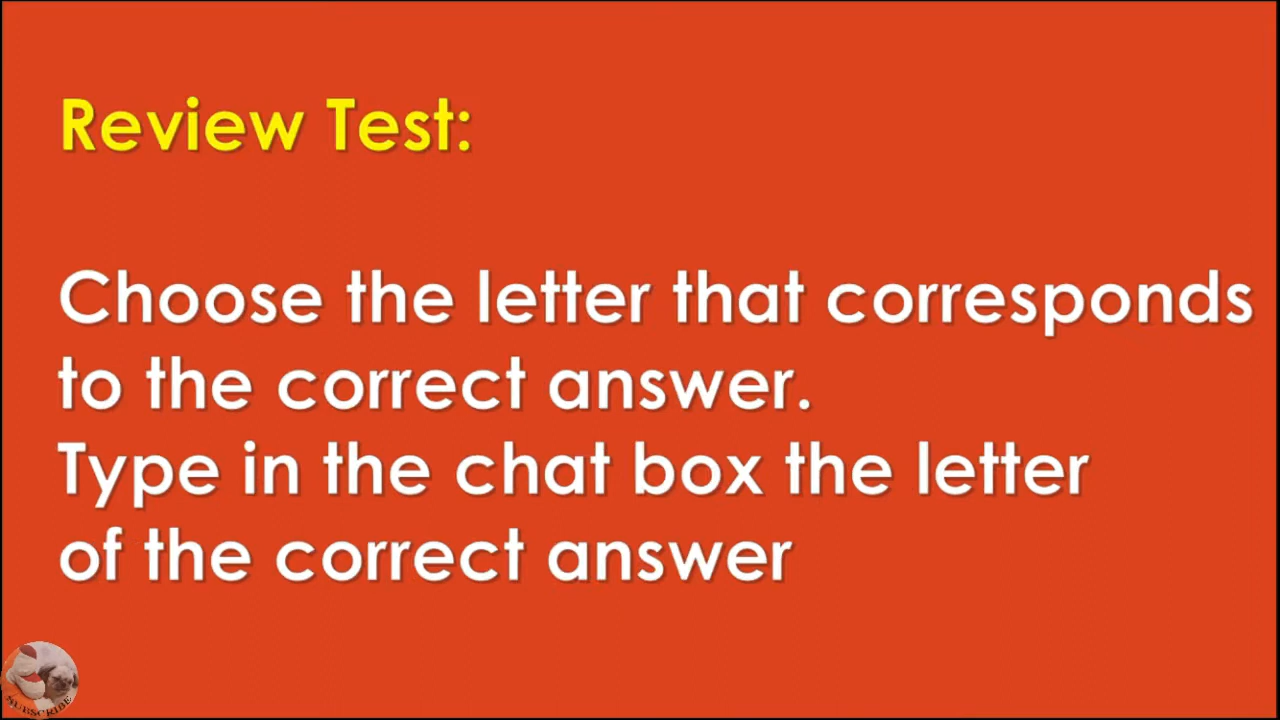 Review Test:
Choose the letter that corresponds
to the correct answer.
Type in the chat box the letter
of the correct answer
SUBSCRIBE